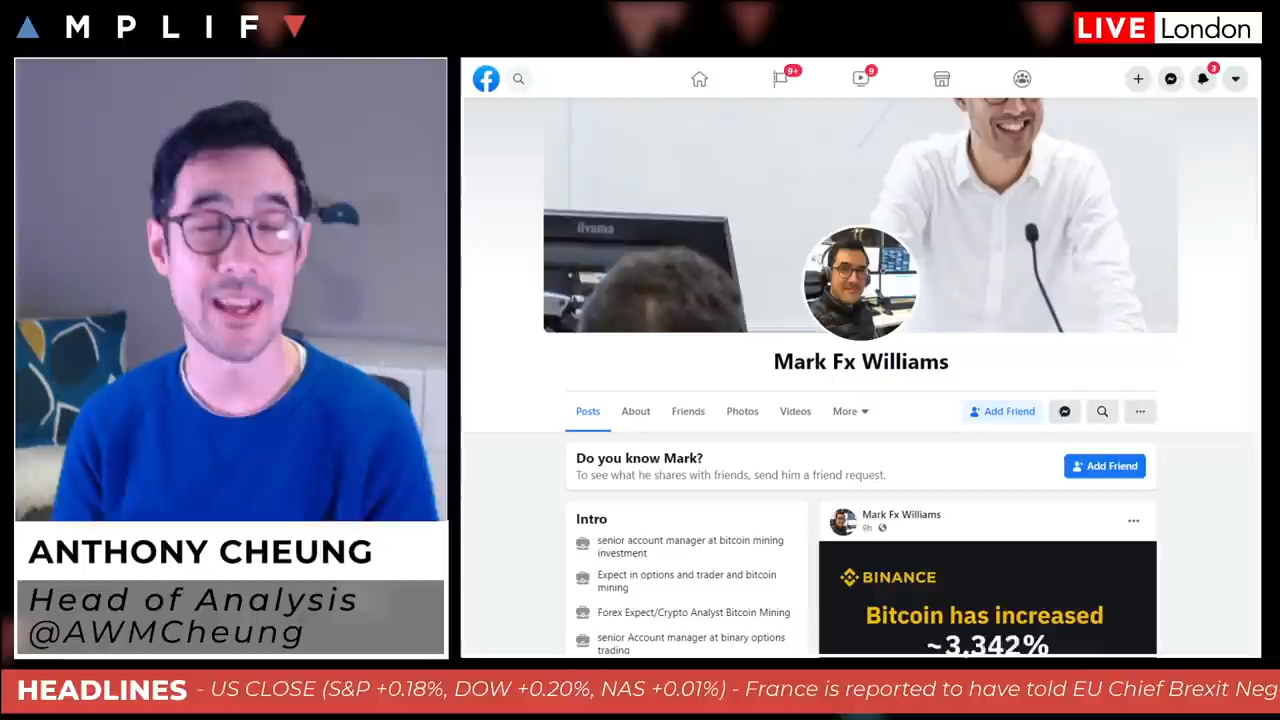 AMPLIFY
LIVE London
9+
9
3
iiyama
Mark Fx Williams
Posts
About
Friends
Photos
Videos
More
Add Friend
Do you know Mark?
To see what he shares with friends, send him a friend request.
Add Friend
Intro
senior account manager at bitcoin mining
investment
Expect in options and trader and bitcoin
mining
Forex Expect/Crypto Analyst Bitcoin Mining
senior Account manager at binary options
trading
Mark Fx Williams
9h
BINANCE
Bitcoin has increased
~3,342%
ANTHONY CHEUNG
Head of Analysis
@AWMCheung
HEADLINES - US CLOSE (S&P +0.18%, DOW +0.20%, NAS +0.01%) - France is reported to have told EU Chief Brexit Neg